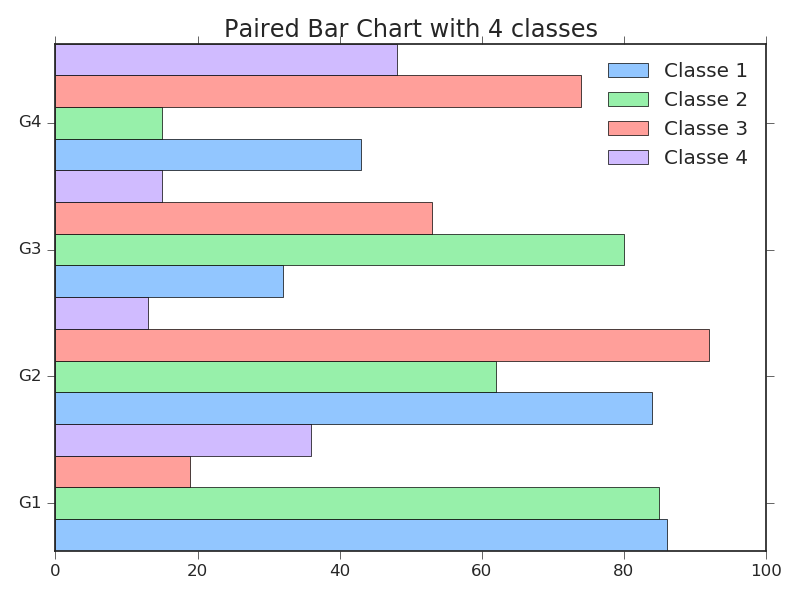 Paired Bar Chart with 4 classes
Classe 1
Classe 2
Classe 3
Classe 4
G4
G3
G2
G1
0 20 40 60 80 100